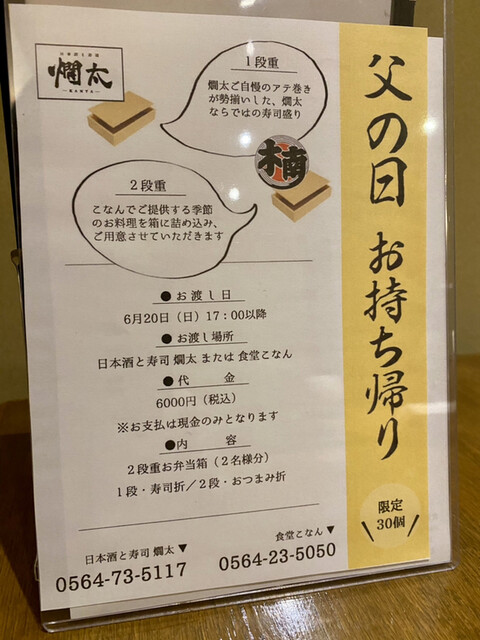 父の日 お持ち帰り
限定
30個
日本酒と寿司
燗太
KANTA
1段重
燗太ご自慢のアテ巻き
が勢揃いした、燗太
ならではの寿司盛り
楠
2段重
こなんでご提供する季節
のお料理を箱に詰め込み、
ご用意させていただきます
●お渡し日
6月20日（日）17：00以降
●お渡し場所
日本酒と寿司 燗太 または 食堂こなん
●代　金
6000円（税込）
※お支払は現金のみとなります
●内　容
2段重お弁当箱（2名様分）
1段・寿司折／2段・おつまみ折
日本酒と寿司 燗太▼
0564-73-5117
食堂こなん▼
0564-23-5050